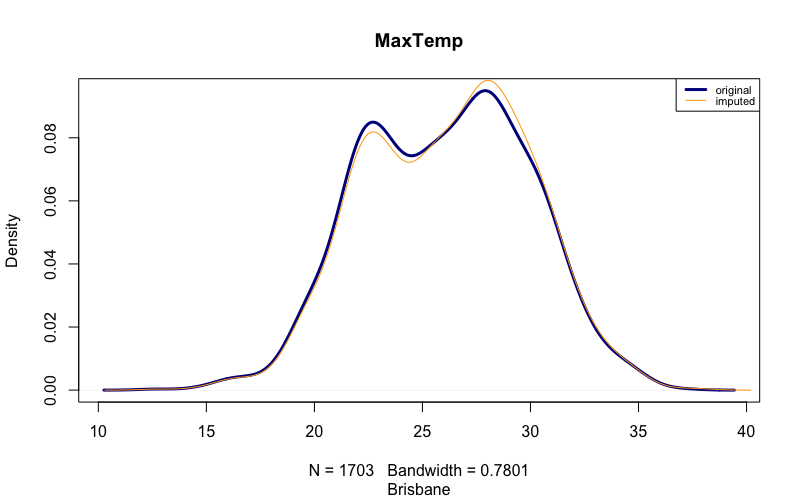 MaxTemp
original
imputed
Density
0.00
0.02
0.04
0.06
0.08
10
15
20
25
30
35
40
N = 1703   Bandwidth = 0.7801
Brisbane